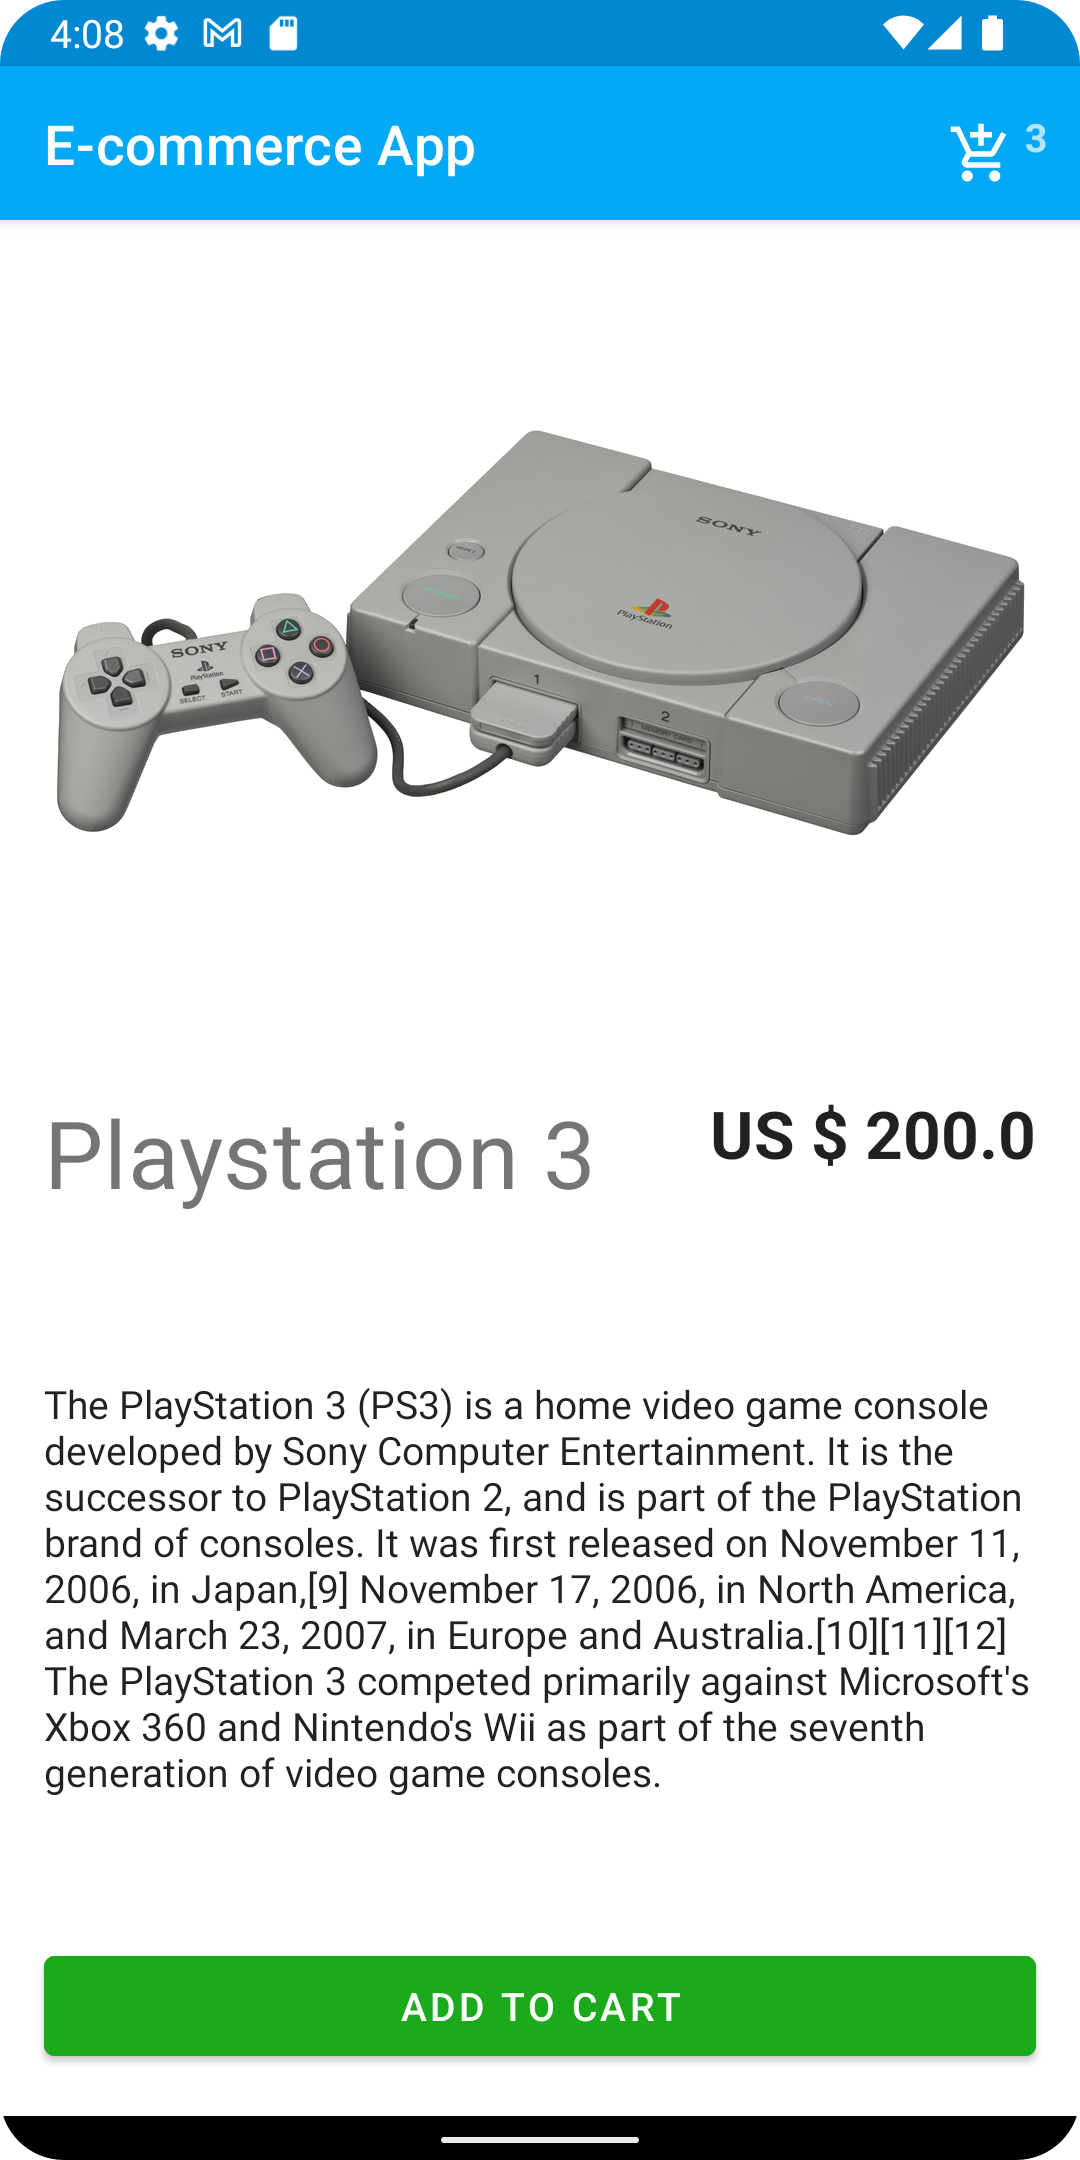 4:08
E-commerce App
3
SONY
PlayStation
1
2
MEMORY CARD
OPEN
SONY
PlayStation
SELECT
START
Playstation 3
US $ 200.0
The PlayStation 3 (PS3) is a home video game console
developed by Sony Computer Entertainment. It is the
successor to PlayStation 2, and is part of the PlayStation
brand of consoles. It was first released on November 11,
2006, in Japan,[9] November 17, 2006, in North America,
and March 23, 2007, in Europe and Australia.[10][11][12]
The PlayStation 3 competed primarily against Microsoft's
Xbox 360 and Nintendo's Wii as part of the seventh
generation of video game consoles.
ADD TO CART